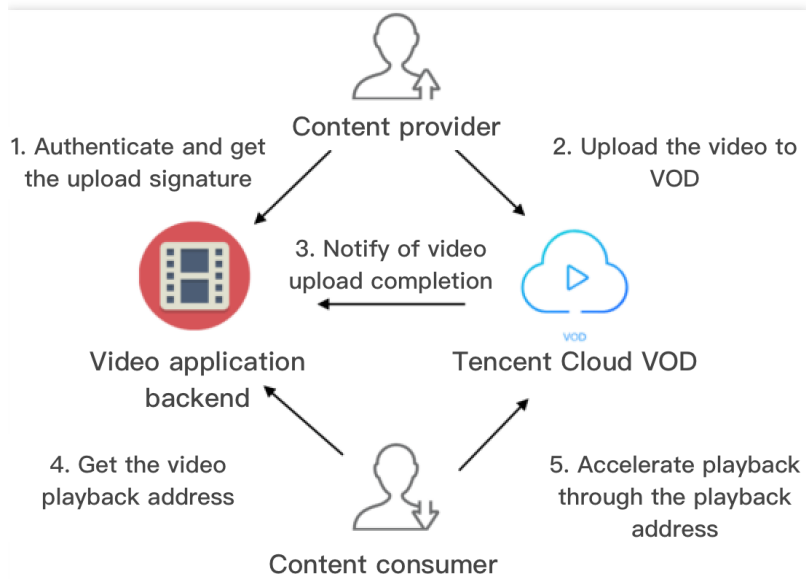 Content provider
1. Authenticate and get
the upload signature
2. Upload the video to
VOD
3. Notify of video
upload completion
VOD
Video application
backend
Tencent Cloud VOD
4. Get the video
playback address
5. Accelerate playback
through the playback
address
Content consumer